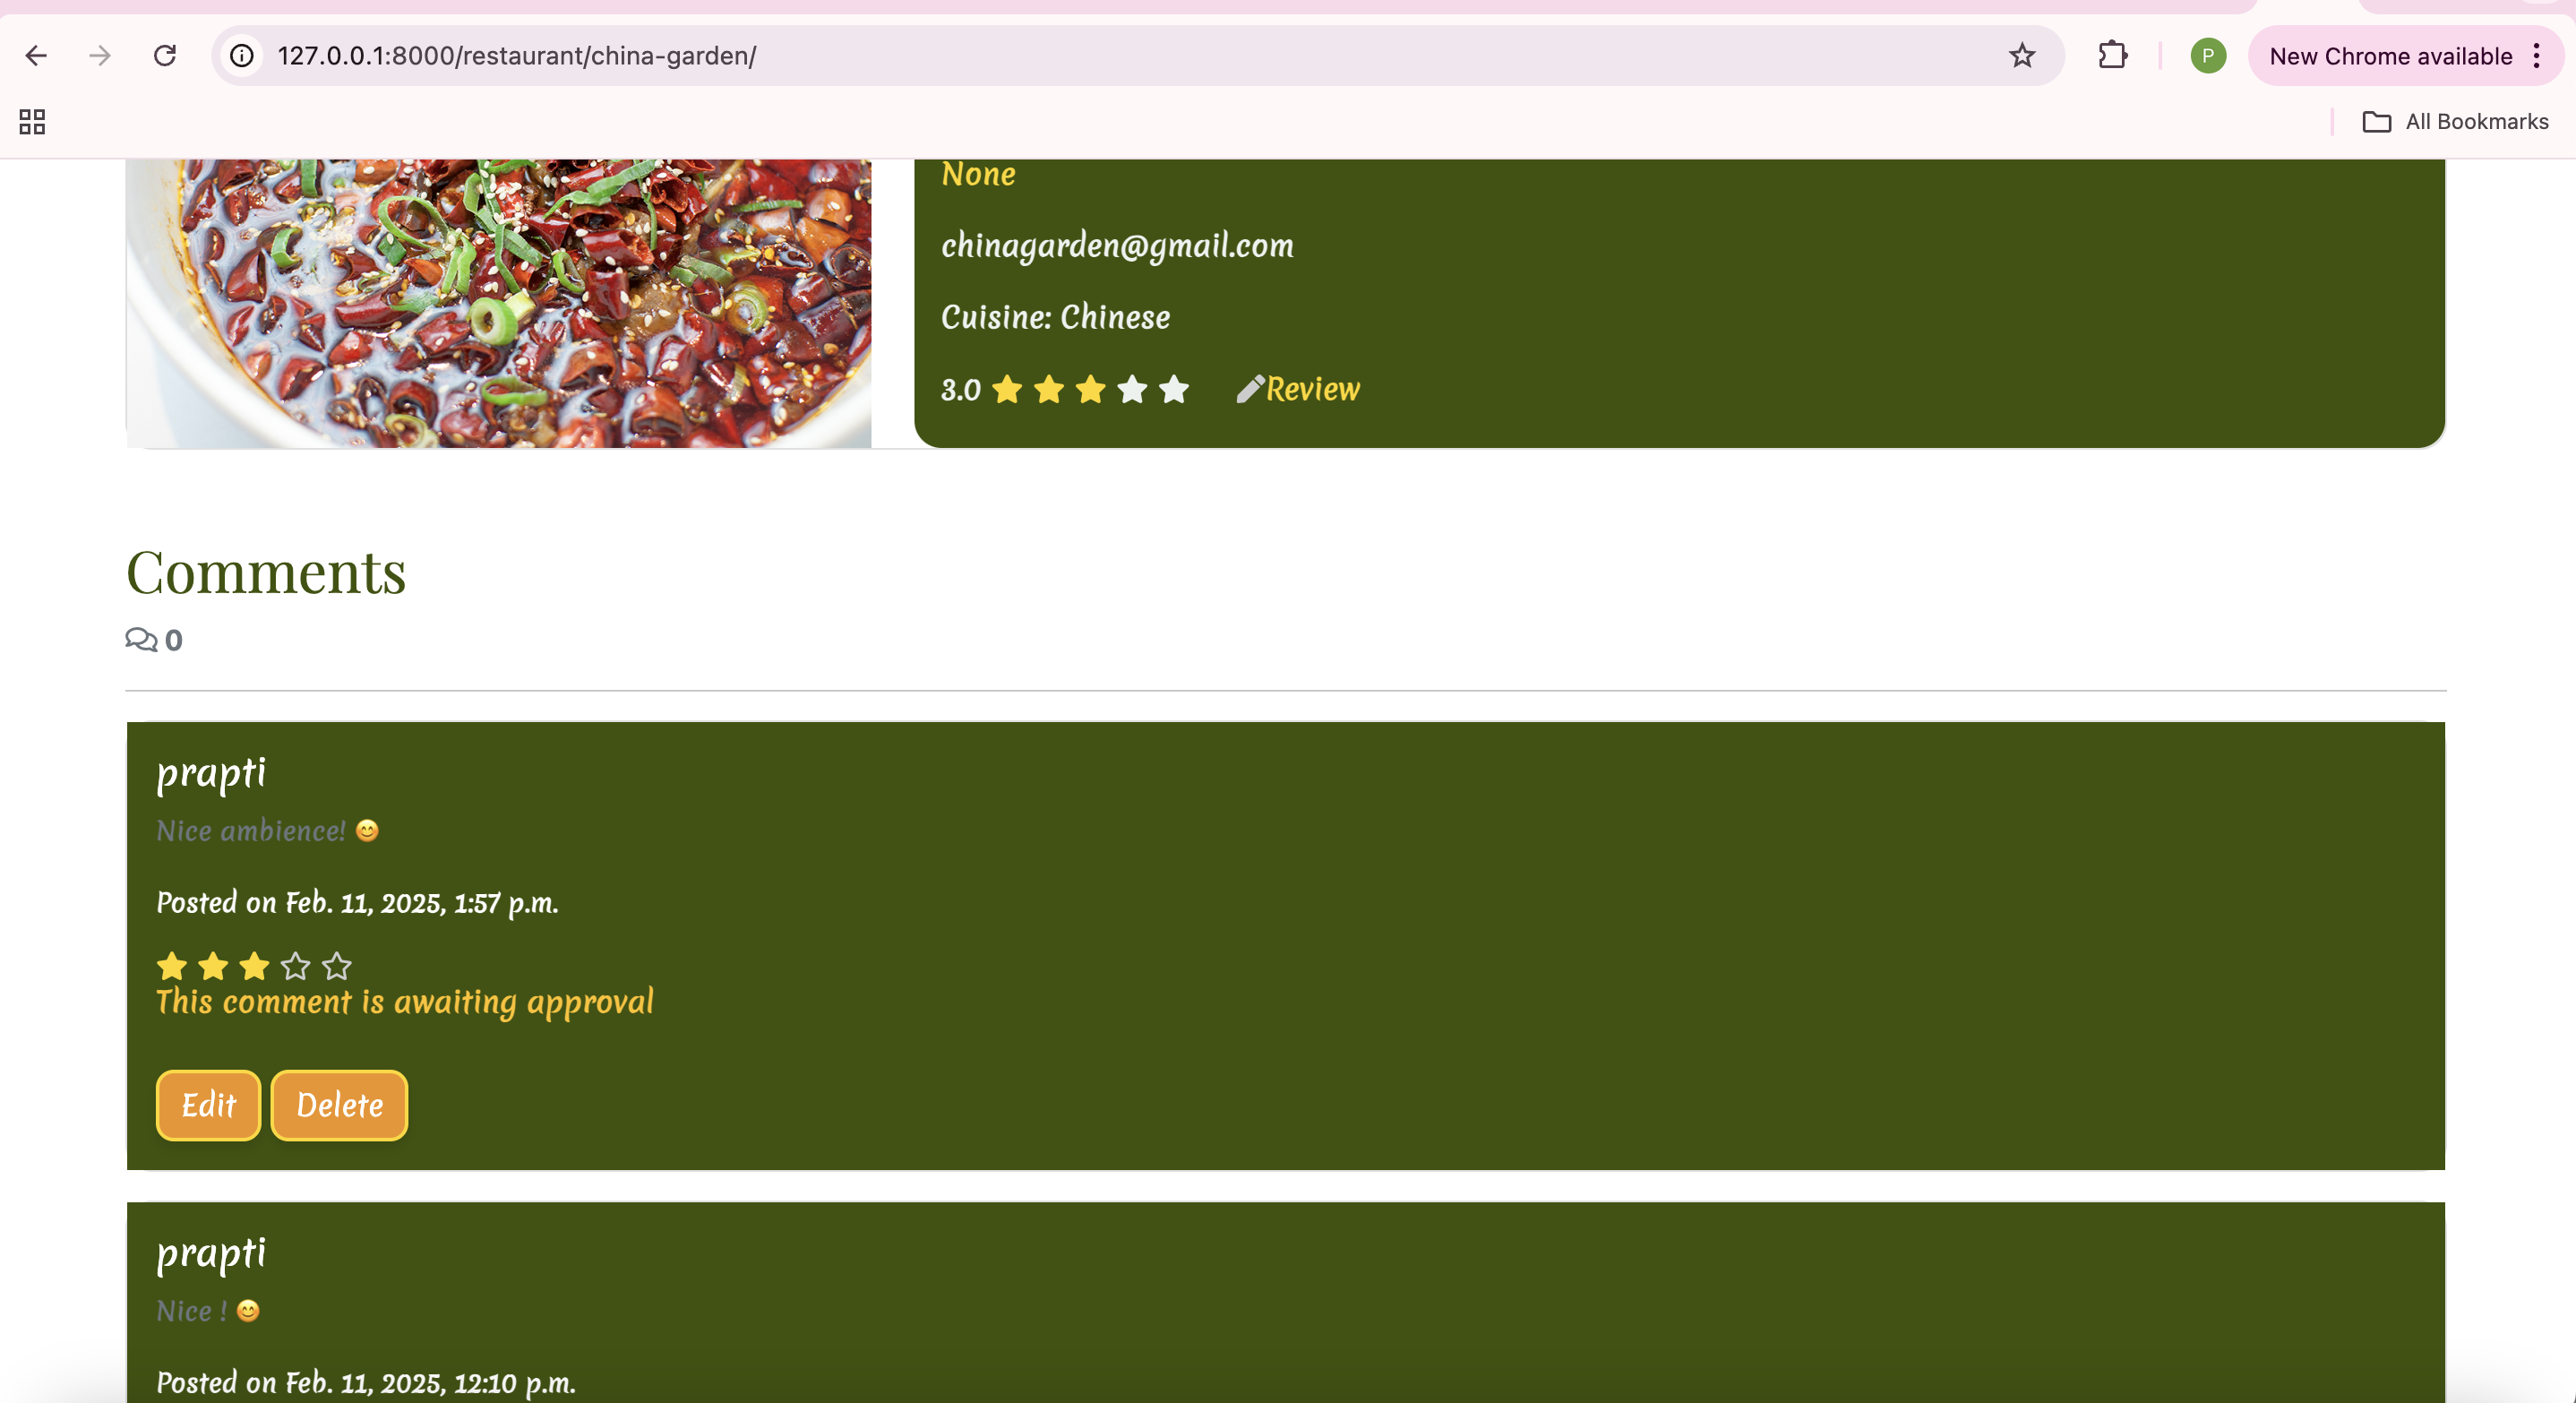 127.0.0.1:8000/restaurant/china-garden/
P
New Chrome available
All Bookmarks
None
chinagarden@gmail.com
Cuisine: Chinese
3.0 Review
Comments
0
prapti
Nice ambience! 😊
Posted on Feb. 11, 2025, 1:57 p.m.
This comment is awaiting approval
Edit Delete
prapti
Nice ! 😊
Posted on Feb. 11, 2025, 12:10 p.m.